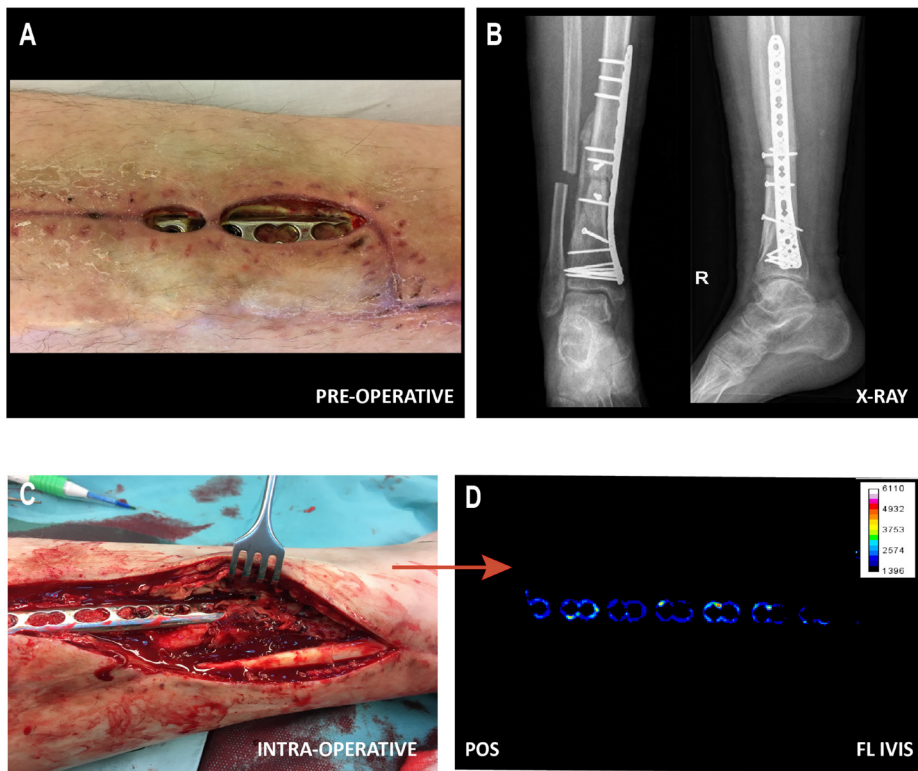 A
PRE-OPERATIVE
B
R
X-RAY
C
INTRA-OPERATIVE
D
6110
4932
3753
2574
1396
POS
FL IVIS